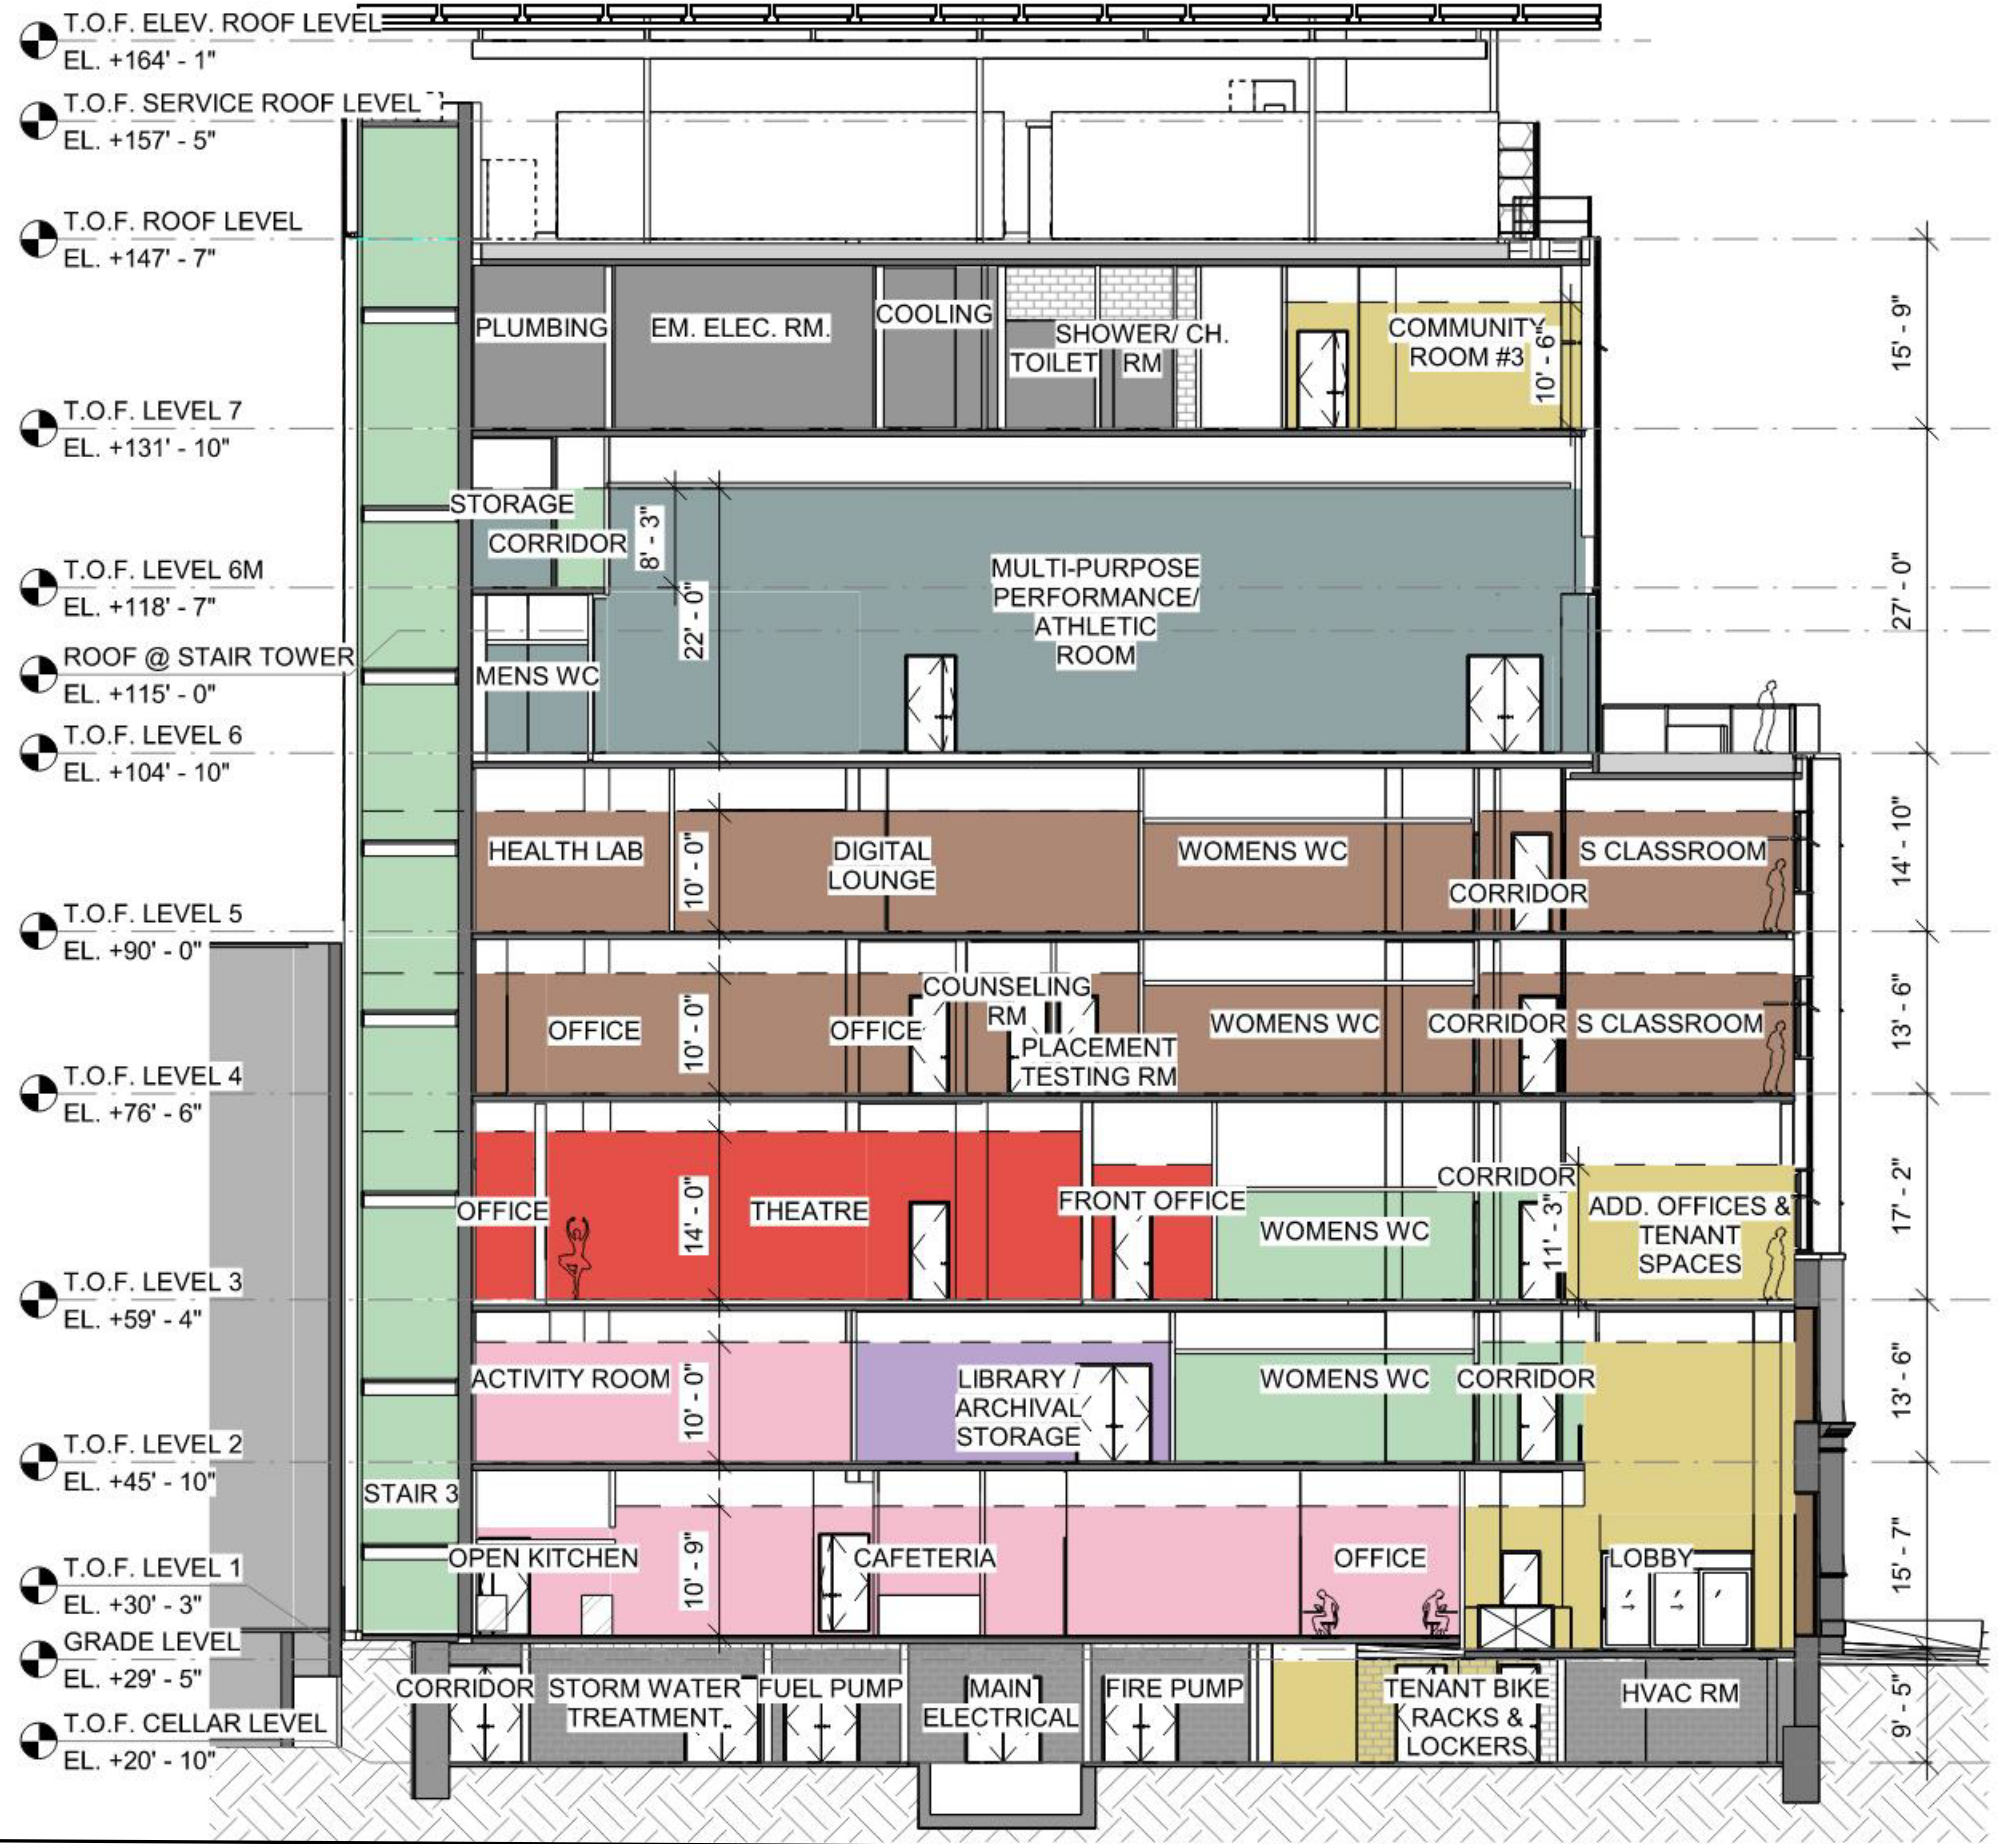 T.O.F. ELEV. ROOF LEVEL
EL. +164' - 1"
T.O.F. SERVICE ROOF LEVEL
EL. +157' - 5"
T.O.F. ROOF LEVEL
EL. +147' - 7"
15' - 9"
PLUMBING
EM. ELEC. RM.
COOLING
TOILET
SHOWER/ CH.
RM
COMMUNITY
ROOM #3
10' - 6"
T.O.F. LEVEL 7
EL. +131' - 10"
STORAGE
CORRIDOR
8' - 3"
22' - 0"
MULTI-PURPOSE
PERFORMANCE/
ATHLETIC
ROOM
27' - 0"
T.O.F. LEVEL 6M
EL. +118' - 7"
ROOF @ STAIR TOWER
EL. +115' - 0"
MENS WC
T.O.F. LEVEL 6
EL. +104' - 10"
HEALTH LAB
10' - 0"
DIGITAL
LOUNGE
WOMENS WC
CORRIDOR
S CLASSROOM
14' - 10"
T.O.F. LEVEL 5
EL. +90' - 0"
OFFICE
10' - 0"
OFFICE
COUNSELING
RM
PLACEMENT
TESTING RM
WOMENS WC
CORRIDOR
S CLASSROOM
13' - 6"
T.O.F. LEVEL 4
EL. +76' - 6"
OFFICE
14' - 0"
THEATRE
FRONT OFFICE
WOMENS WC
CORRIDOR
11' - 3"
ADD. OFFICES &
TENANT
SPACES
17' - 2"
T.O.F. LEVEL 3
EL. +59' - 4"
ACTIVITY ROOM
10' - 0"
LIBRARY /
ARCHIVAL
STORAGE
WOMENS WC
CORRIDOR
13' - 6"
T.O.F. LEVEL 2
EL. +45' - 10"
STAIR 3
OPEN KITCHEN
10' - 9"
CAFETERIA
OFFICE
LOBBY
15' - 7"
T.O.F. LEVEL 1
EL. +30' - 3"
GRADE LEVEL
EL. +29' - 5"
CORRIDOR
STORM WATER
TREATMENT
FUEL PUMP
MAIN
ELECTRICAL
FIRE PUMP
TENANT BIKE
RACKS &
LOCKERS
HVAC RM
9' - 5"
T.O.F. CELLAR LEVEL
EL. +20' - 10"